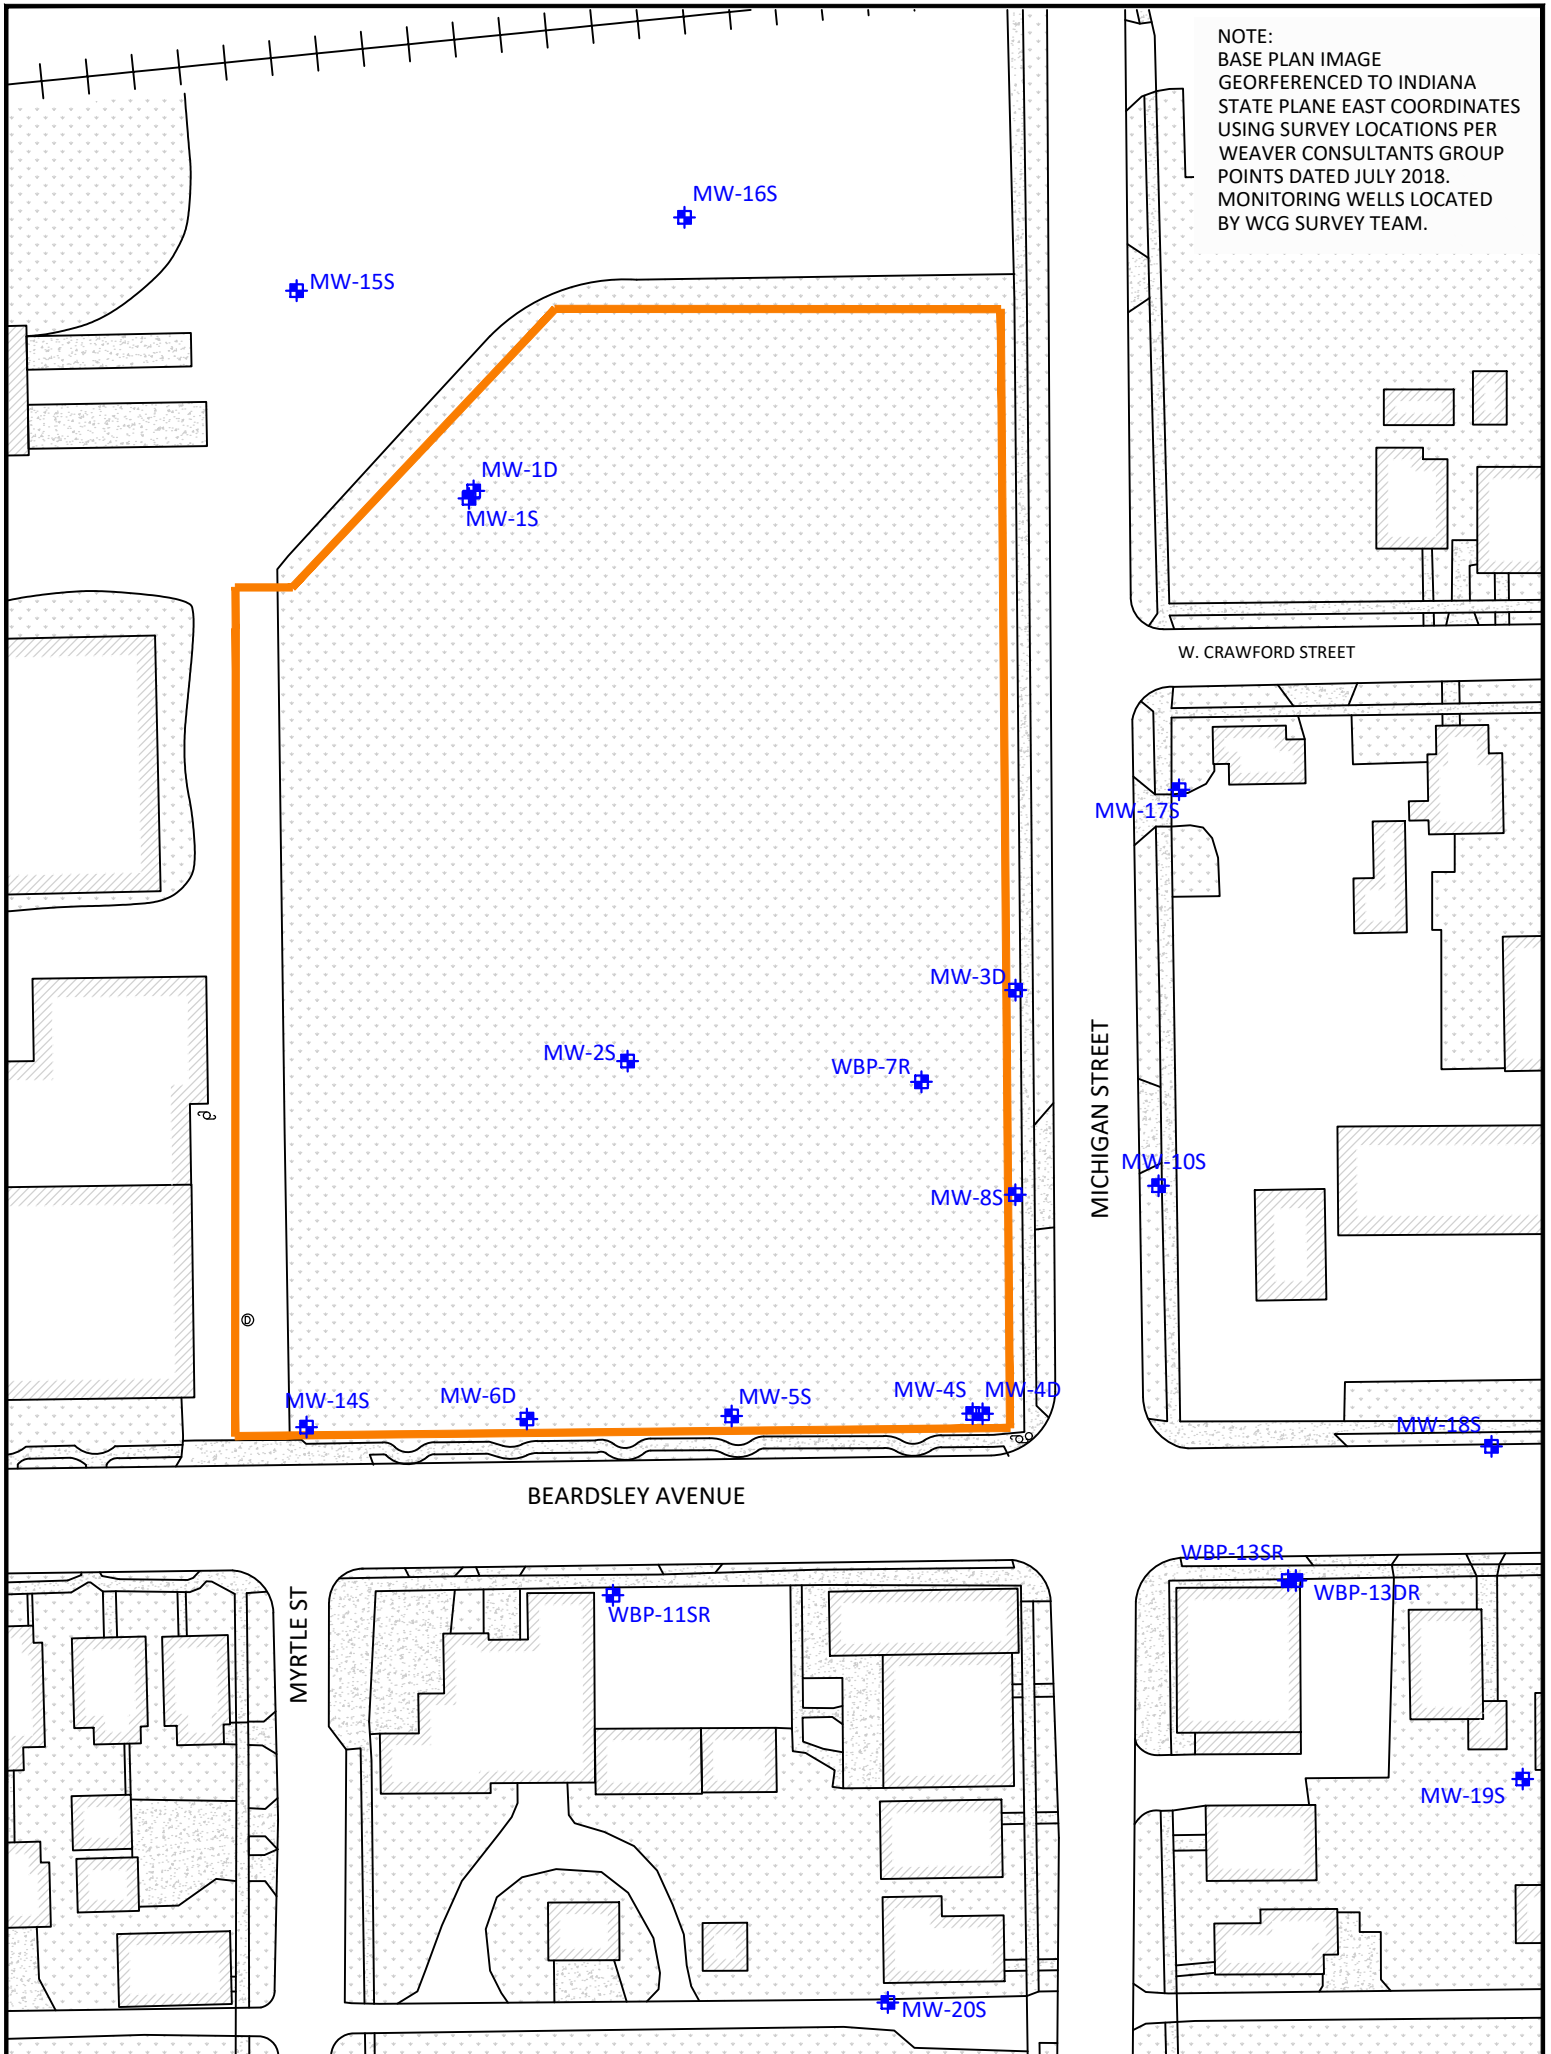 NOTE:
BASE PLAN IMAGE
GEORFERENCED TO INDIANA
STATE PLANE EAST COORDINATES
USING SURVEY LOCATIONS PER
WEAVER CONSULTANTS GROUP
POINTS DATED JULY 2018.
MONITORING WELLS LOCATED
BY WCG SURVEY TEAM.
MW-16S
MW-15S
MW-1D
MW-1S
W. CRAWFORD STREET
MW-17S
MW-3D
MW-2S
WBP-7R
MICHIGAN STREET
MW-10S
MW-8S
D
MW-14S
MW-6D
MW-5S
MW-4S
MW-4D
MW-18S
BEARDSLEY AVENUE
WBP-13SR
WBP-13DR
MYRTLE ST
WBP-11SR
MW-19S
MW-20S